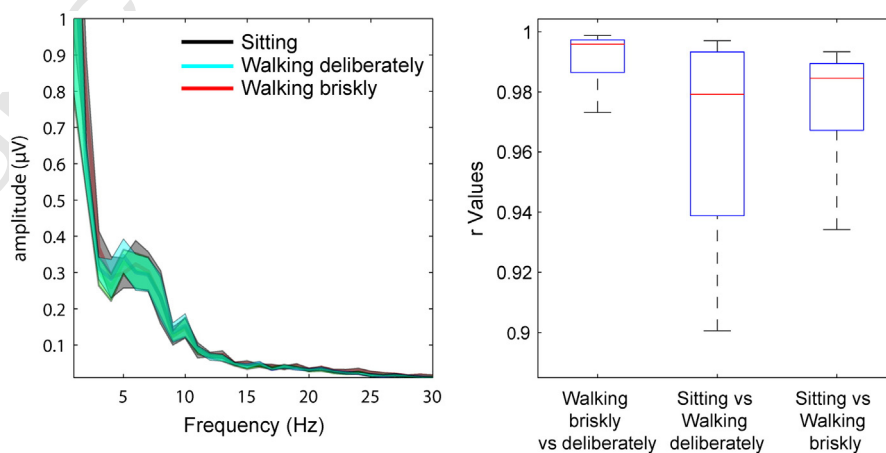 1
0.9
0.8
0.7
0.6
0.5
0.4
0.3
0.2
0.1
amplitude (µV)
Sitting
Walking deliberately
Walking briskly
5
10
15
20
25
30
Frequency (Hz)
1
0.98
0.96
0.94
0.92
0.9
r Values
Walking
briskly
vs deliberately
Sitting vs
Walking
deliberately
Sitting vs
Walking
briskly